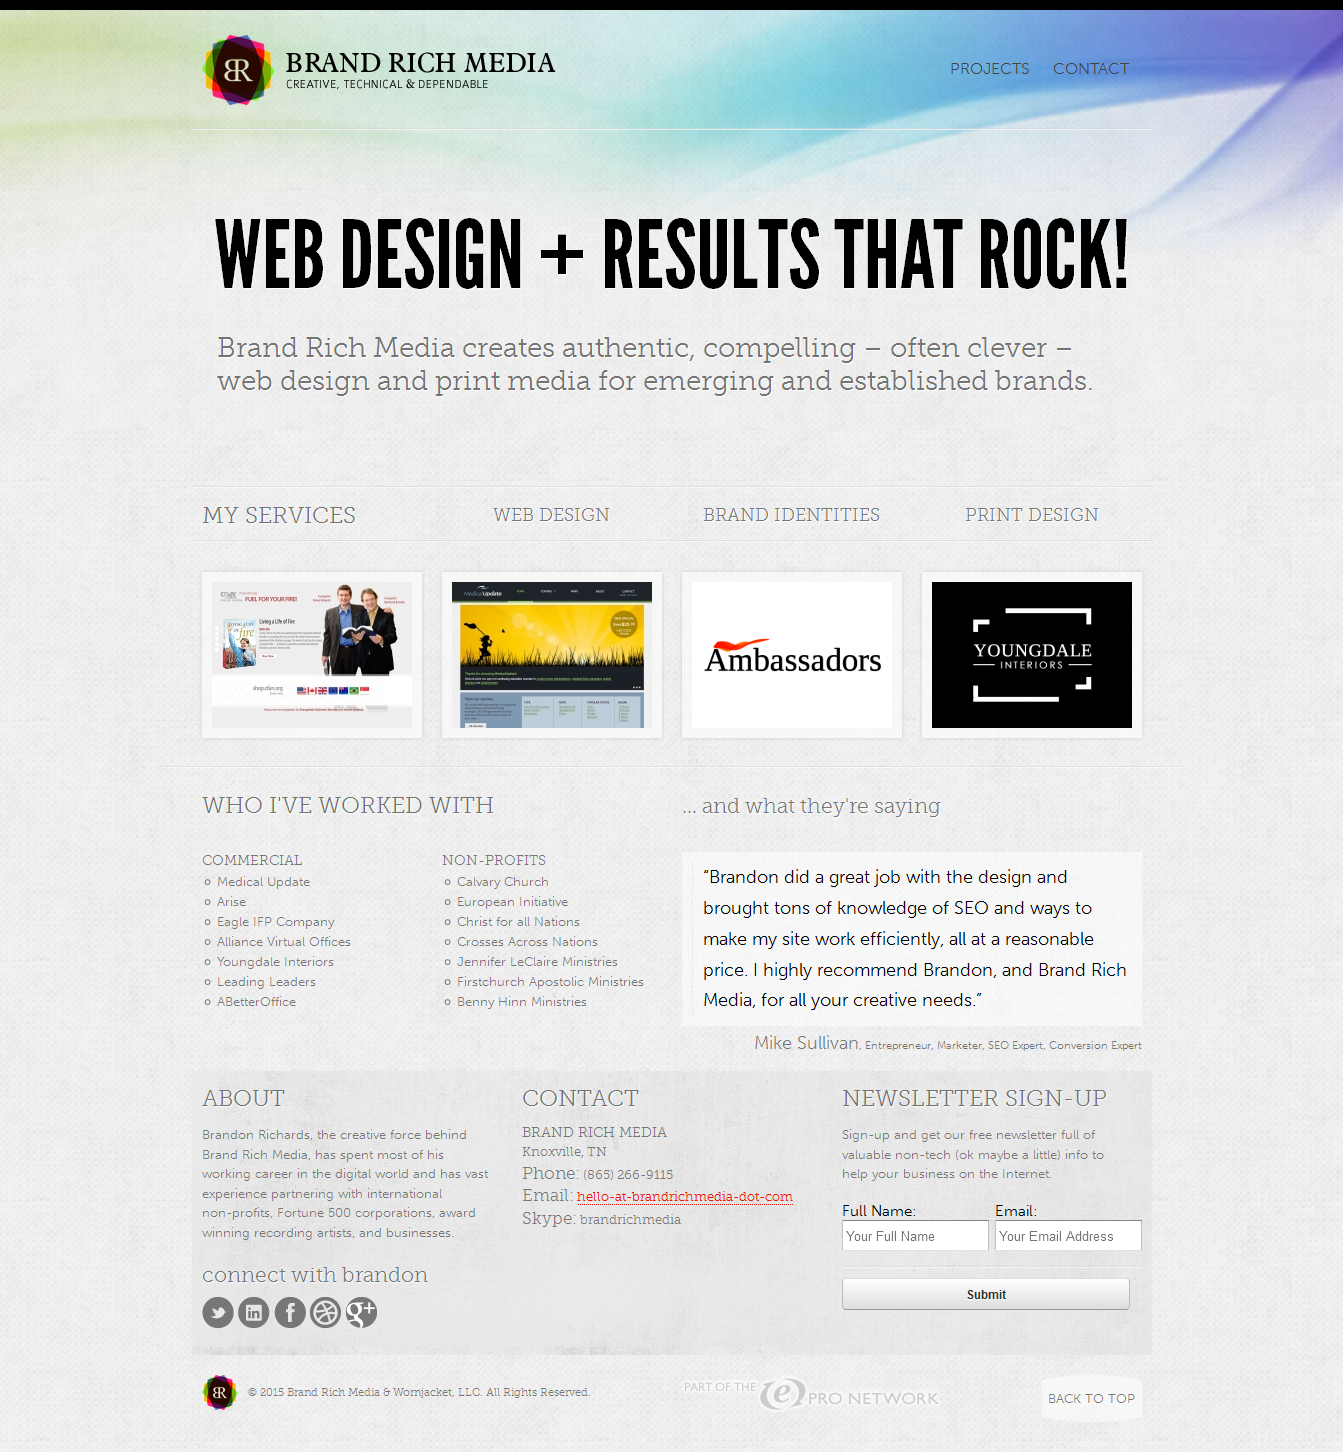 BR
BRAND RICH MEDIA
CREATIVE, TECHNICAL & DEPENDABLE
PROJECTS
CONTACT
WEB DESIGN + RESULTS THAT ROCK!
Brand Rich Media creates authentic, compelling – often clever –
web design and print media for emerging and established brands.
MY SERVICES
WEB DESIGN
BRAND IDENTITIES
PRINT DESIGN
FUEL FOR YOUR FIRE!
Living a Life of Fire
shop.cfan.org
MedicalUpdate
Ambassadors
YOUNGDALE
INTERIORS
WHO I'VE WORKED WITH
... and what they're saying
COMMERCIAL
Medical Update
Arise
Eagle IFP Company
Alliance Virtual Offices
Youngdale Interiors
Leading Leaders
ABetterOffice
NON-PROFITS
Calvary Church
European Initiative
Christ for all Nations
Crosses Across Nations
Jennifer LeClaire Ministries
Firstchurch Apostolic Ministries
Benny Hinn Ministries
“Brandon did a great job with the design and
brought tons of knowledge of SEO and ways to
make my site work efficiently, all at a reasonable
price. I highly recommend Brandon, and Brand Rich
Media, for all your creative needs.”
Mike Sullivan, Entrepreneur, Marketer, SEO Expert, Conversion Expert
ABOUT
Brandon Richards, the creative force behind
Brand Rich Media, has spent most of his
working career in the digital world and has vast
experience partnering with international
non-profits, Fortune 500 corporations, award
winning recording artists, and businesses.
connect with brandon
CONTACT
BRAND RICH MEDIA
Knoxville, TN
Phone: (865) 266-9115
Email: hello-at-brandrichmedia-dot-com
Skype: brandrichmedia
NEWSLETTER SIGN-UP
Sign-up and get our free newsletter full of
valuable non-tech (ok maybe a little) info to
help your business on the Internet.
Full Name:
Email:
Your Full Name
Your Email Address
Submit
BR
© 2015 Brand Rich Media & Wornjacket, LLC. All Rights Reserved.
PART OF THE e PRO NETWORK
BACK TO TOP